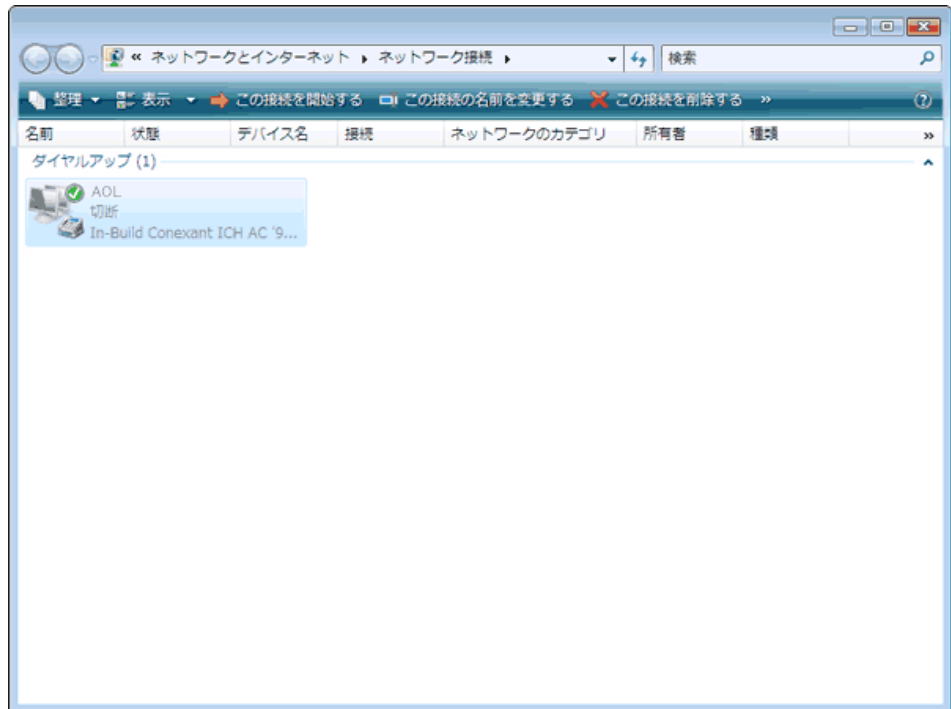 « ネットワークとインターネット ▸ ネットワーク接続 ▸ 検索
整理 表示 この接続を開始する この接続の名前を変更する この接続を削除する »
名前 状態 デバイス名 接続 ネットワークのカテゴリ 所有者 種類 »
ダイヤルアップ (1)
AOL
切断
In-Build Conexant ICH AC '9...